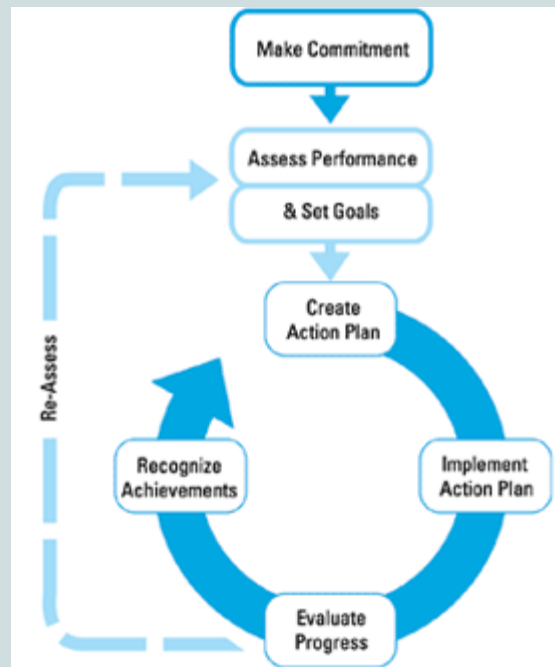 Make Commitment
Assess Performance
& Set Goals
Create
Action Plan
Re-Assess
Recognize
Achievements
Implement
Action Plan
Evaluate
Progress